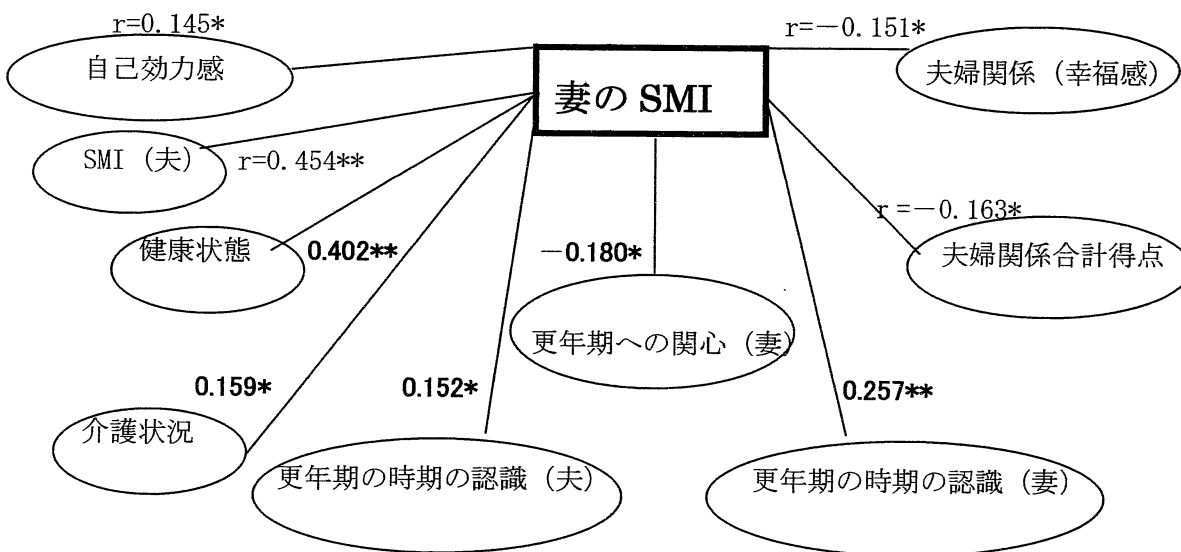 r=0.145*
自己効力感
妻の SMI
r=－0.151*
夫婦関係（幸福感）
SMI（夫）
r=0.454**
健康状態
0.402**
－0.180*
r =－0.163*
夫婦関係合計得点
更年期への関心（妻）
0.159*
0.152*
0.257**
介護状況
更年期の時期の認識（夫）
更年期の時期の認識（妻）